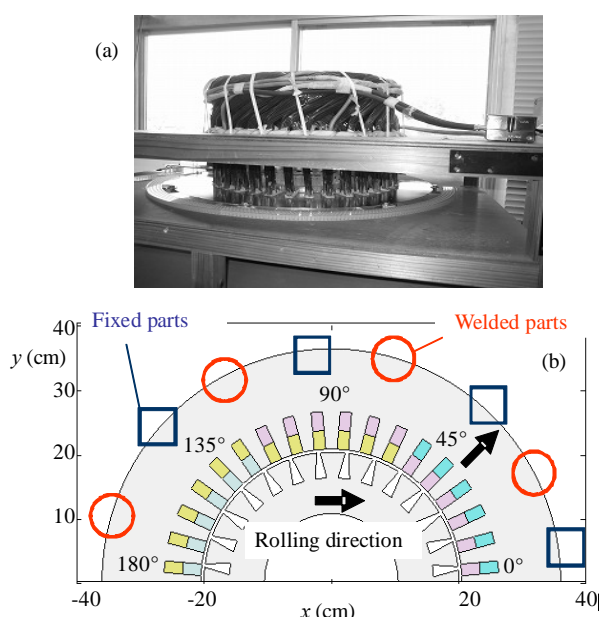 (a)
Fixed parts
Welded parts
(b)
y (cm)
40
30
20
10
90°
135°
45°
180°
0°
Rolling direction
-40
-20
20
40
x (cm)